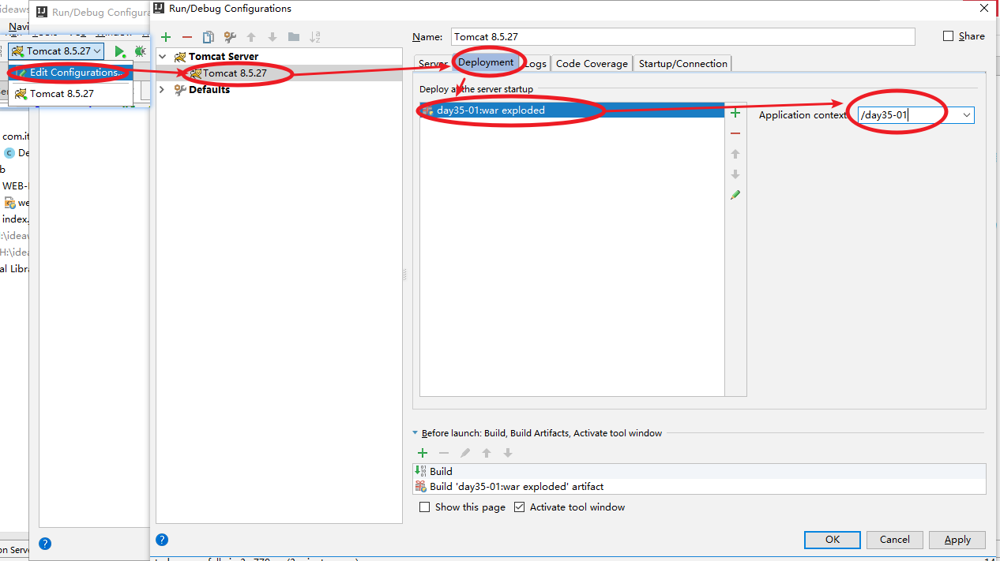 ideaws
Run/Debug Configura
Run/Debug Configurations
Navi
Tomcat 8.5.27
Edit Configurations...
Tomcat 8.5.27
com.it
De
b
WEB-I
we
index.
:\ideaw
H:\idea
al Libra
on Serv
Tomcat Server
Tomcat 8.5.27
Defaults
Name:
Tomcat 8.5.27
Share
Server
Deployment
Logs
Code Coverage
Startup/Connection
Deploy at the server startup
day35-01:war exploded
Application context:
/day35-01
Before launch: Build, Build Artifacts, Activate tool window
Build
Build 'day35-01:war exploded' artifact
Show this page
Activate tool window
OK
Cancel
Apply